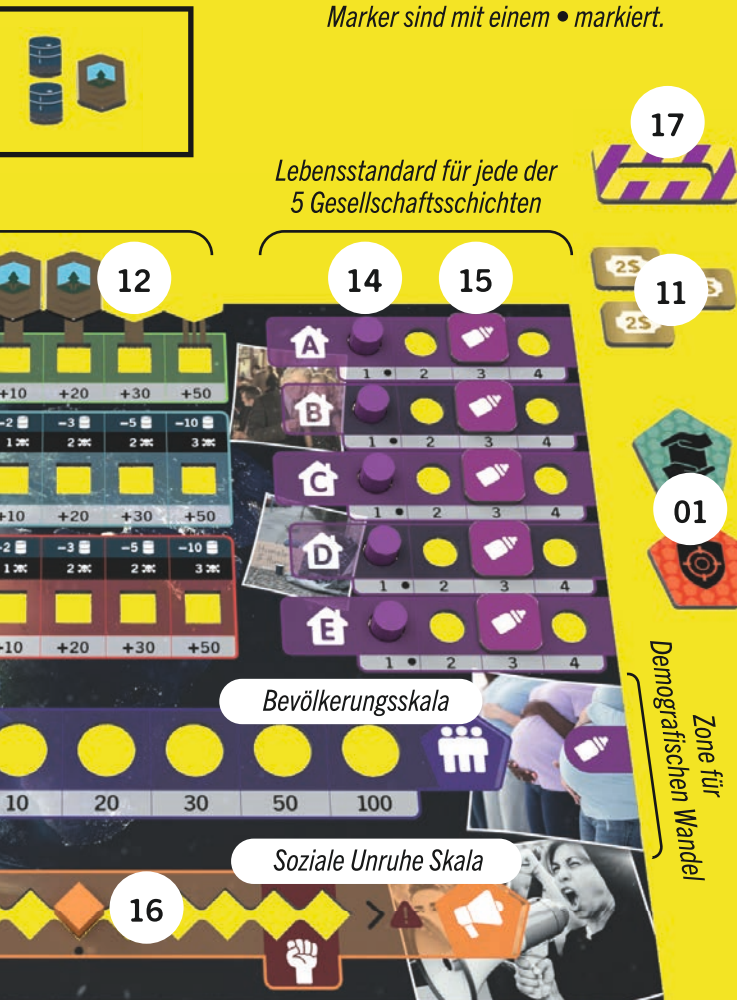 Marker sind mit einem • markiert.
17
Lebensstandard für jede der
5 Gesellschaftsschichten
12
14
15
11
2$
2$
$
A
1 • 2 3 4
+10 +20 +30 +50
B
1 • 2 3 4
-2 -3 -5 -10
1 2 2 3
C
1 • 2 3 4
+10 +20 +30 +50
01
D
1 • 2 3 4
-2 -3 -5 -10
1 2 2 3
E
1 • 2 3 4
+10 +20 +30 +50
Bevölkerungsskala
Zone für
Demografischen Wandel
10 20 30 50 100
Soziale Unruhe Skala
16